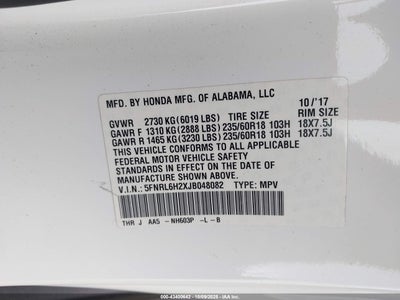 MFD. BY HONDA MFG. OF ALABAMA, LLC 10/'17
GVWR 2730 KG (6019 LBS) TIRE SIZE RIM SIZE
GAWR F 1310 KG (2888 LBS) 235/60R18 103H 18X7.5J
GAWR R 1465 KG (3230 LBS) 235/60R18 103H 18X7.5J
THIS VEHICLE CONFORMS TO ALL APPLICABLE
FEDERAL MOTOR VEHICLE SAFETY
STANDARDS IN EFFECT ON THE DATE OF
MANUFACTURE SHOWN ABOVE.
V.I.N.: 5FNRL6H2XJB048082 TYPE: MPV
THR J AA5 -NH603P -L -B
000-43400642 - 10/09/2025 - IAA Inc.